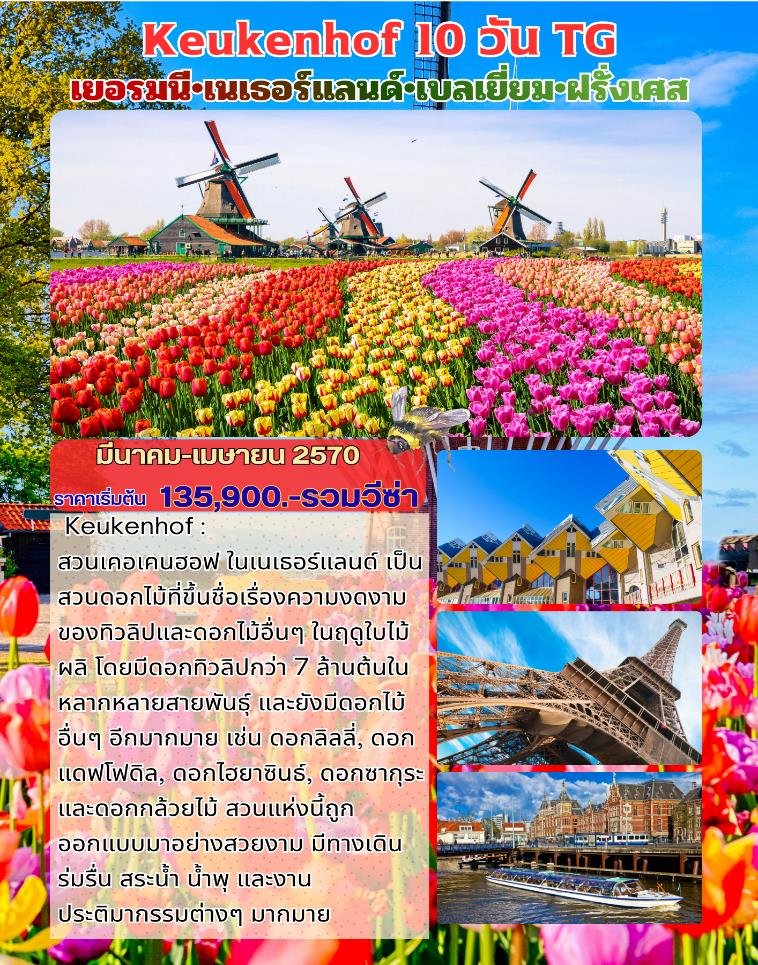 Keukenhof 10 วัน TG
เยอรมนี•เนเธอร์แลนด์•เบลเยี่ยม•ฝรั่งเศส
มีนาคม-เมษายน 2570
ราคาเริ่มต้น 135,900.-รวมวีซ่า
Keukenhof :
สวนเคอเคนฮอฟ ในเนเธอร์แลนด์ เป็น
สวนดอกไม้ที่ขึ้นชื่อเรื่องความงดงาม
ของทิวลิปและดอกไม้อื่นๆ ในฤดูใบไม้
ผลิ โดยมีดอกทิวลิปกว่า 7 ล้านต้นใน
หลากหลายสายพันธุ์ และยังมีดอกไม้
อื่นๆ อีกมากมาย เช่น ดอกลิลลี่, ดอก
แดฟโฟดิล, ดอกไฮยาซินธ์, ดอกซากุระ
และดอกกล้วยไม้ สวนแห่งนี้ถูก
ออกแบบมาอย่างสวยงาม มีทางเดิน
ร่มรื่น สระน้ำ น้ำพุ และงาน
ประติมากรรมต่างๆ มากมาย